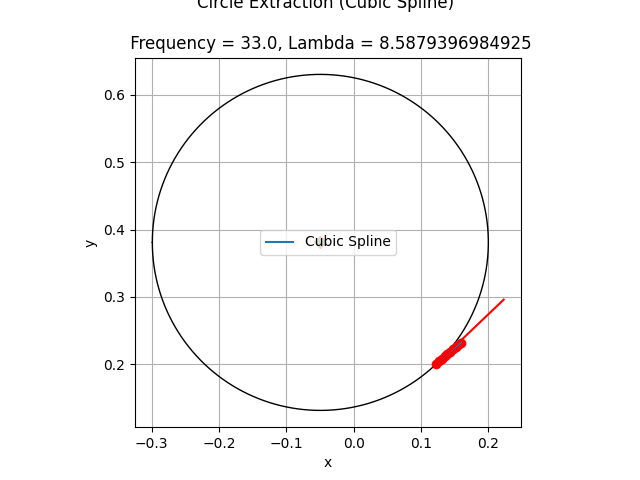 Circle Extraction (Cubic Spline)
Frequency = 33.0, Lambda = 8.5879396984925
0.6
0.5
0.4
0.3
0.2
y
Cubic Spline
−0.3 −0.2 −0.1 0.0 0.1 0.2
x